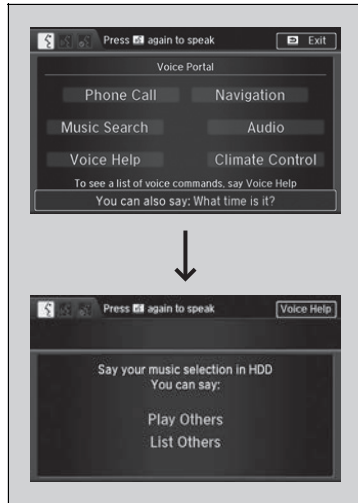 Press again to speak
Exit
Voice Portal
Phone Call
Navigation
Music Search
Audio
Voice Help
Climate Control
To see a list of voice commands, say Voice Help
You can also say: What time is it?
Press again to speak
Voice Help
Say your music selection in HDD
You can say:
Play Others
List Others